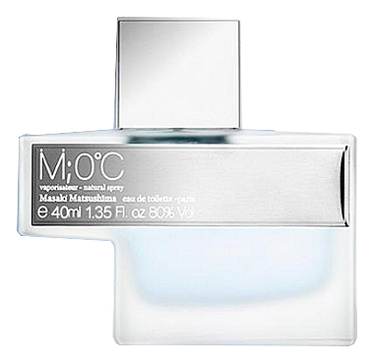 M;0°C
vaporisateur - natural spray
Masaki Matsushima eau de toilette - paris
e 40ml 1.35 Fl. oz 80% Vol